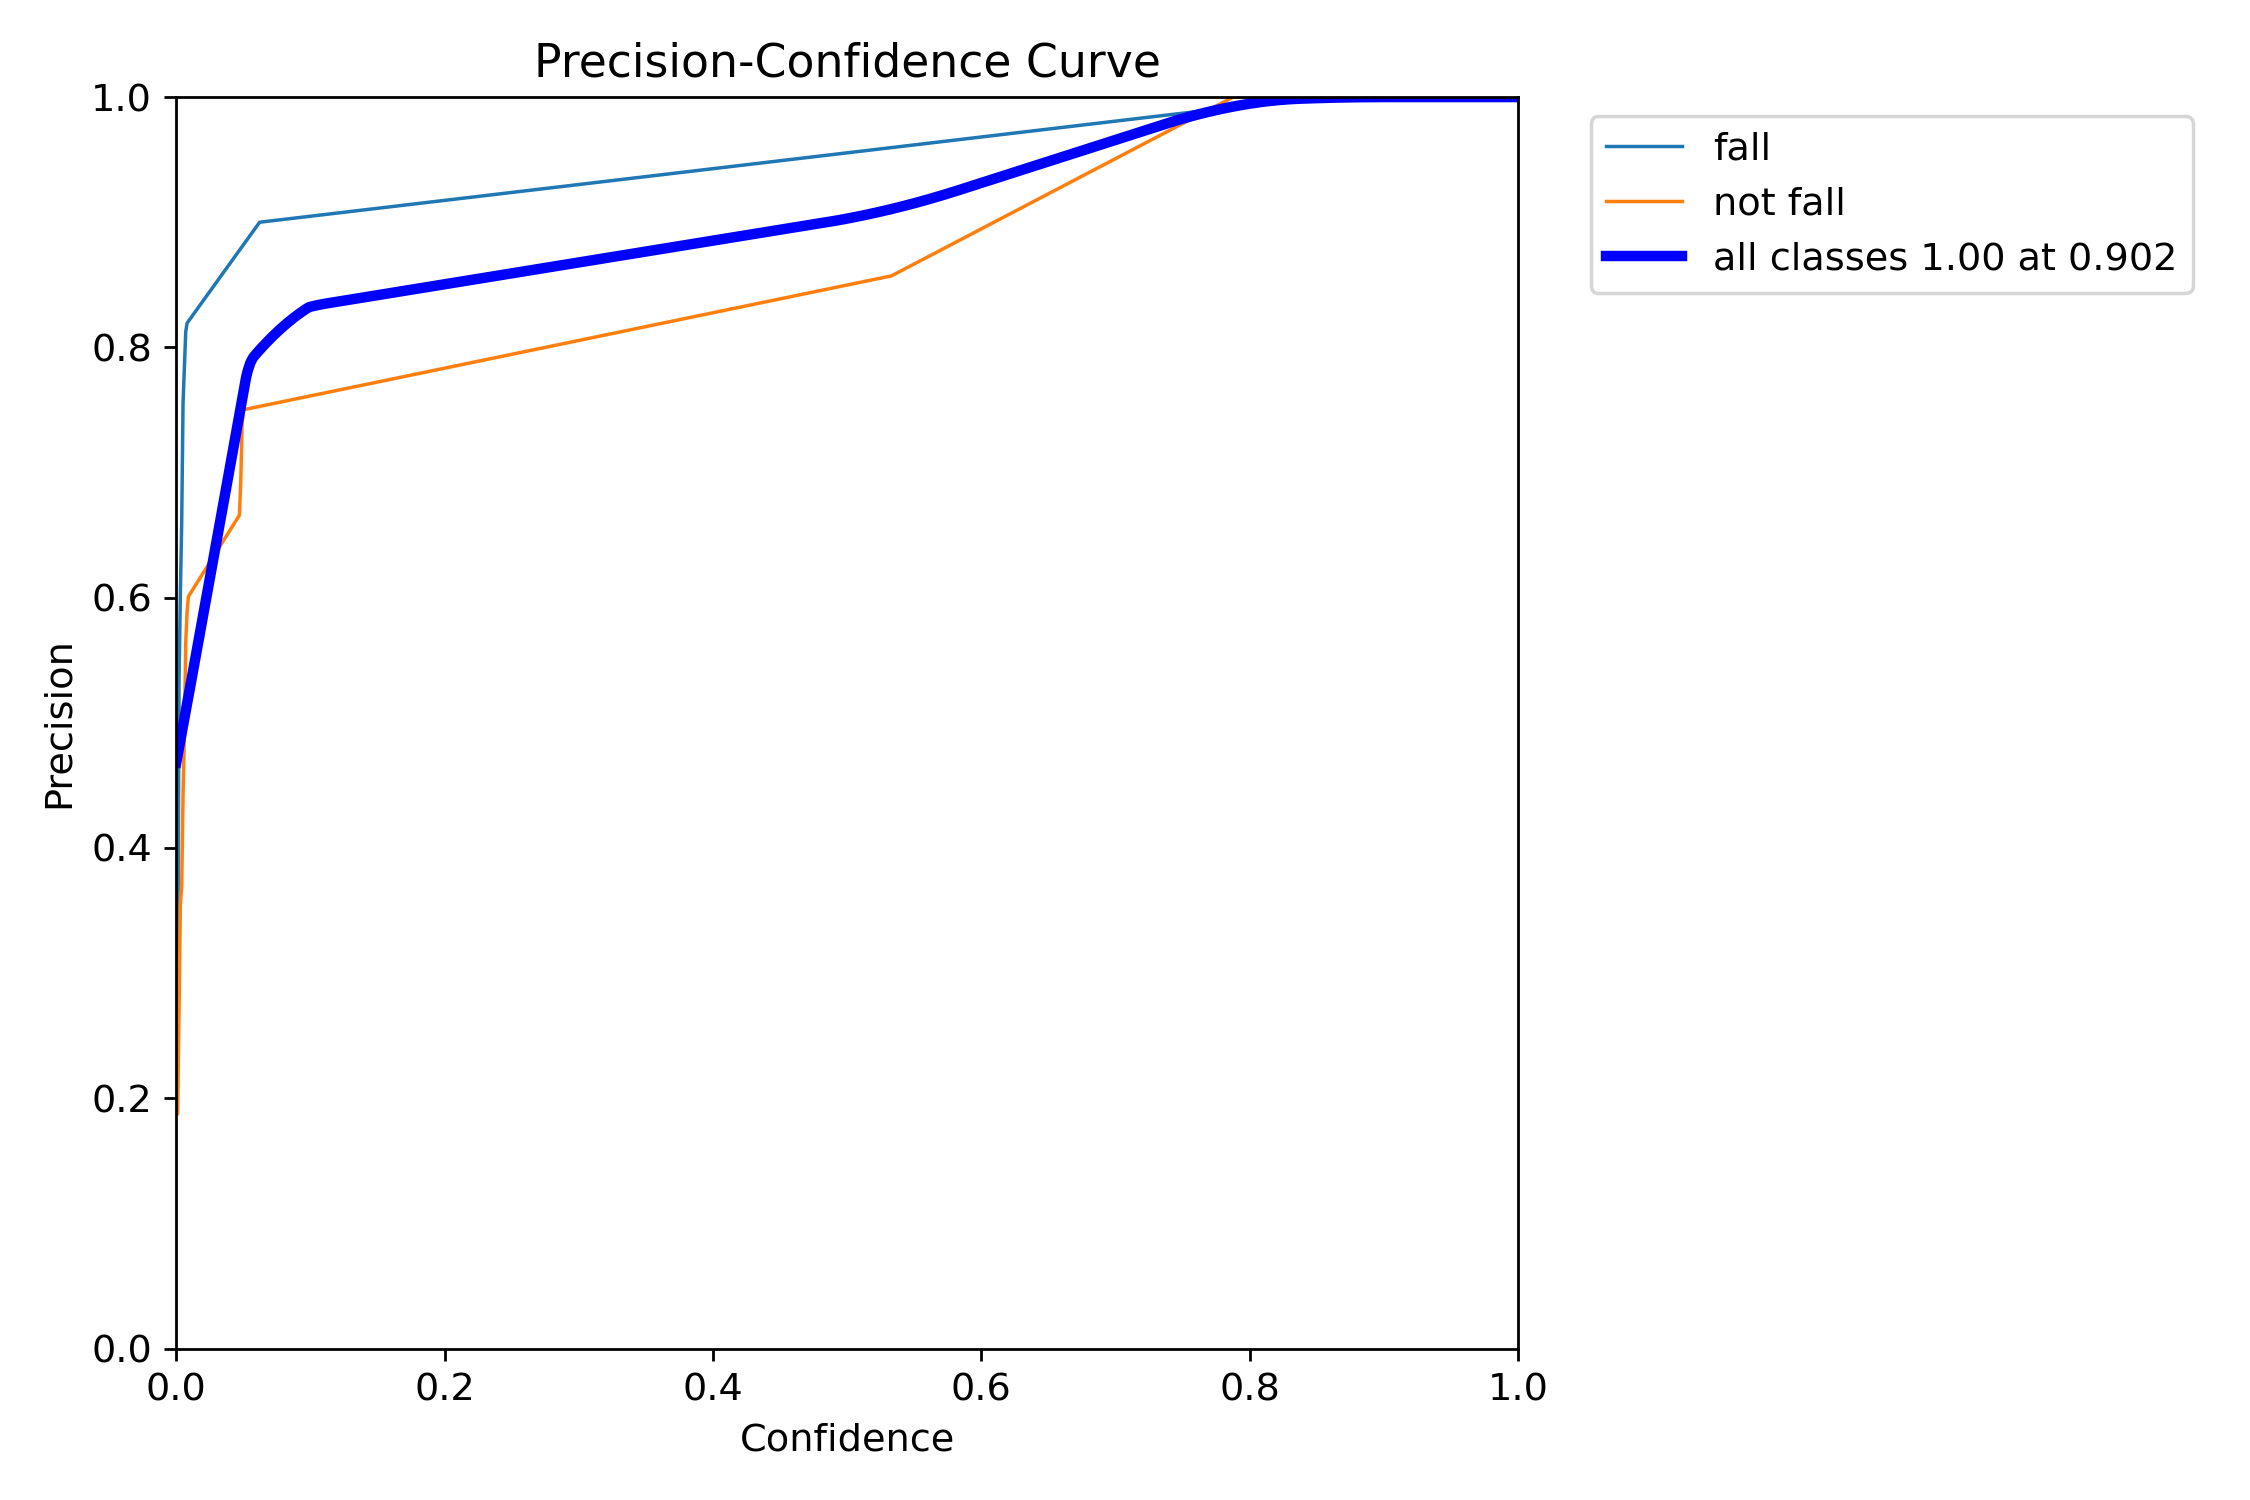 Precision-Confidence Curve
1.0
0.8
0.6
0.4
0.2
0.0
Precision
0.0 0.2 0.4 0.6 0.8 1.0
Confidence
fall
not fall
all classes 1.00 at 0.902